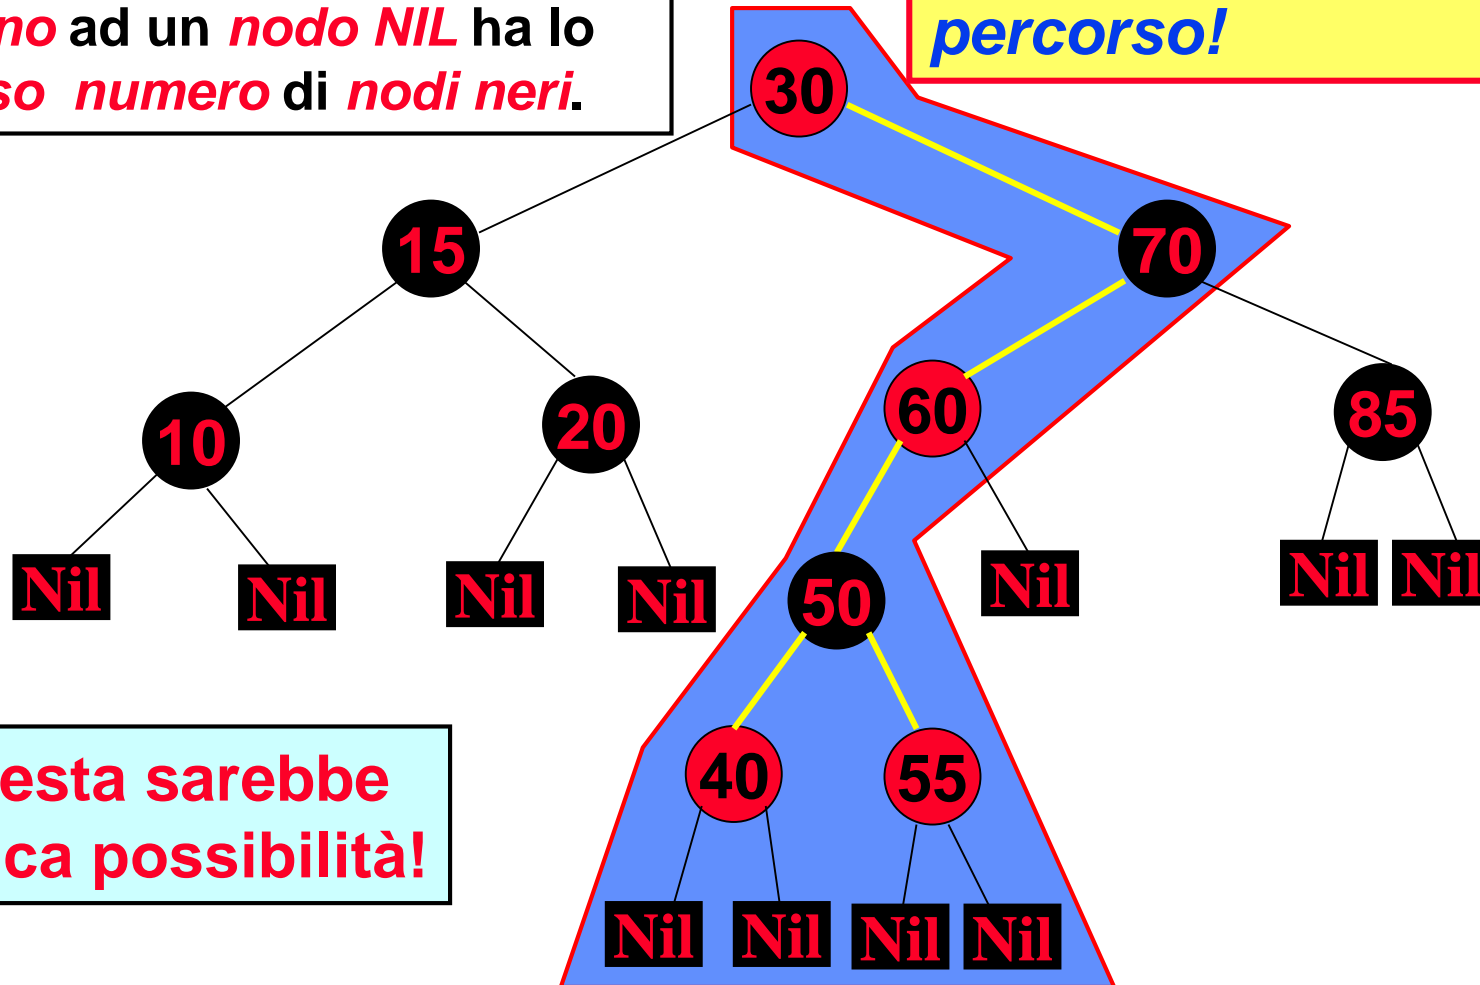 no ad un nodo NIL ha lo
so numero di nodi neri.
percorso!
30
15
70
10
20
60
85
Nil
Nil
Nil
Nil
50
Nil
Nil
Nil
40
55
esta sarebbe
ca possibilità!
Nil
Nil
Nil
Nil